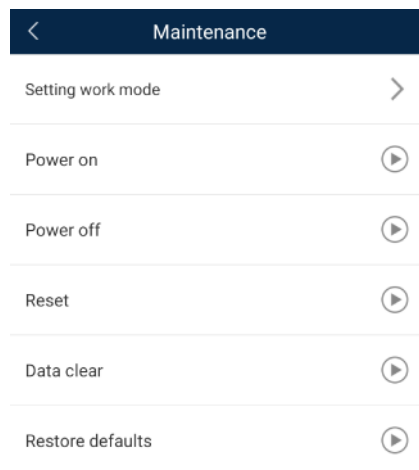 Maintenance
Setting work mode
Power on
Power off
Reset
Data clear
Restore defaults